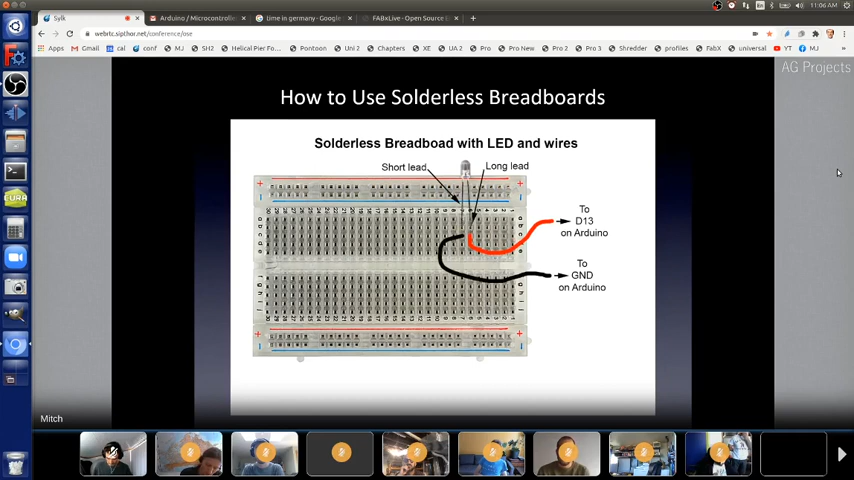 11:06 AM
Sylk
Arduino / Microcontrolle
lime in germany - Google
FABxLive - Open Source E
webrtc.sipthor.net/conference/ose
Apps
Gmail
cal
conf
MJ
SH2
Helical Pier Fo
Pontoon
Uni 2
Chapters
XE
UA 2
Pro
Pro New
Pro 2
Pro 3
Shredder
profiles
FabX
universal
YT
MJ
AG Projects
How to Use Solderless Breadboards
Solderless Breadboad with LED and wires
Short lead
Long lead
To
D13
on Arduino
To
GND
on Arduino
CURA
Mitch